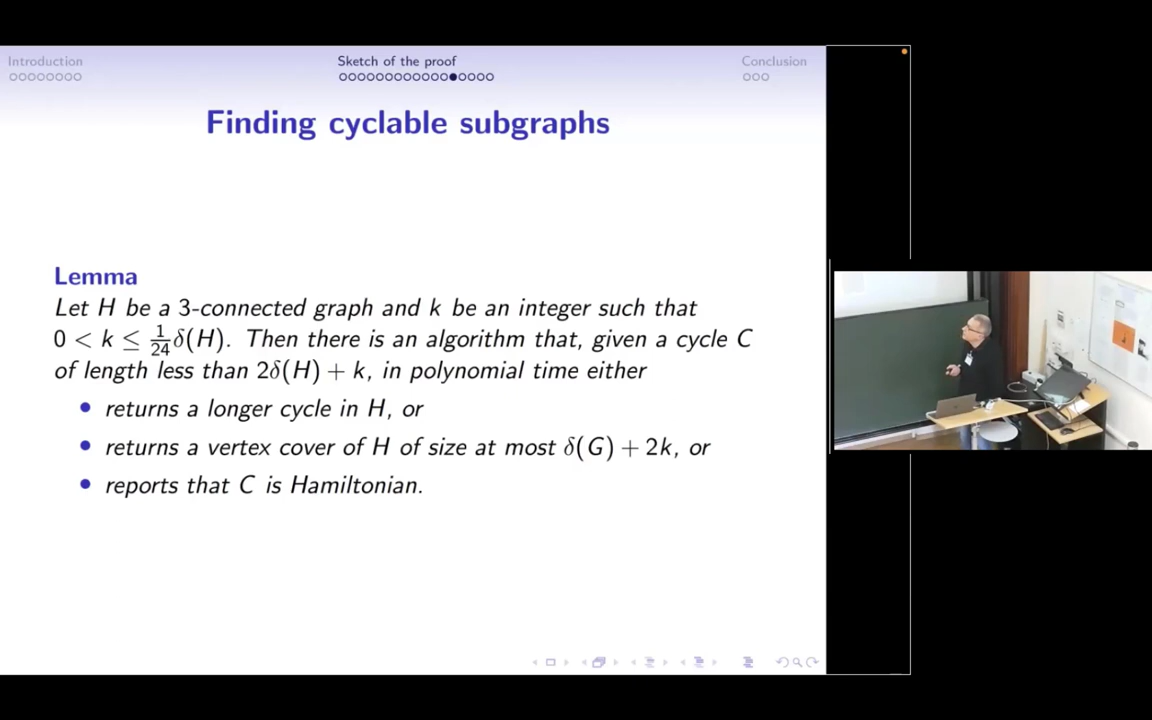 Introduction
Sketch of the proof
Conclusion
Finding cyclable subgraphs
Lemma
Let H be a 3-connected graph and k be an integer such that
0 < k ≤ 1/24 δ(H). Then there is an algorithm that, given a cycle C
of length less than 2δ(H) + k, in polynomial time either
• returns a longer cycle in H, or
• returns a vertex cover of H of size at most δ(G) + 2k, or
• reports that C is Hamiltonian.